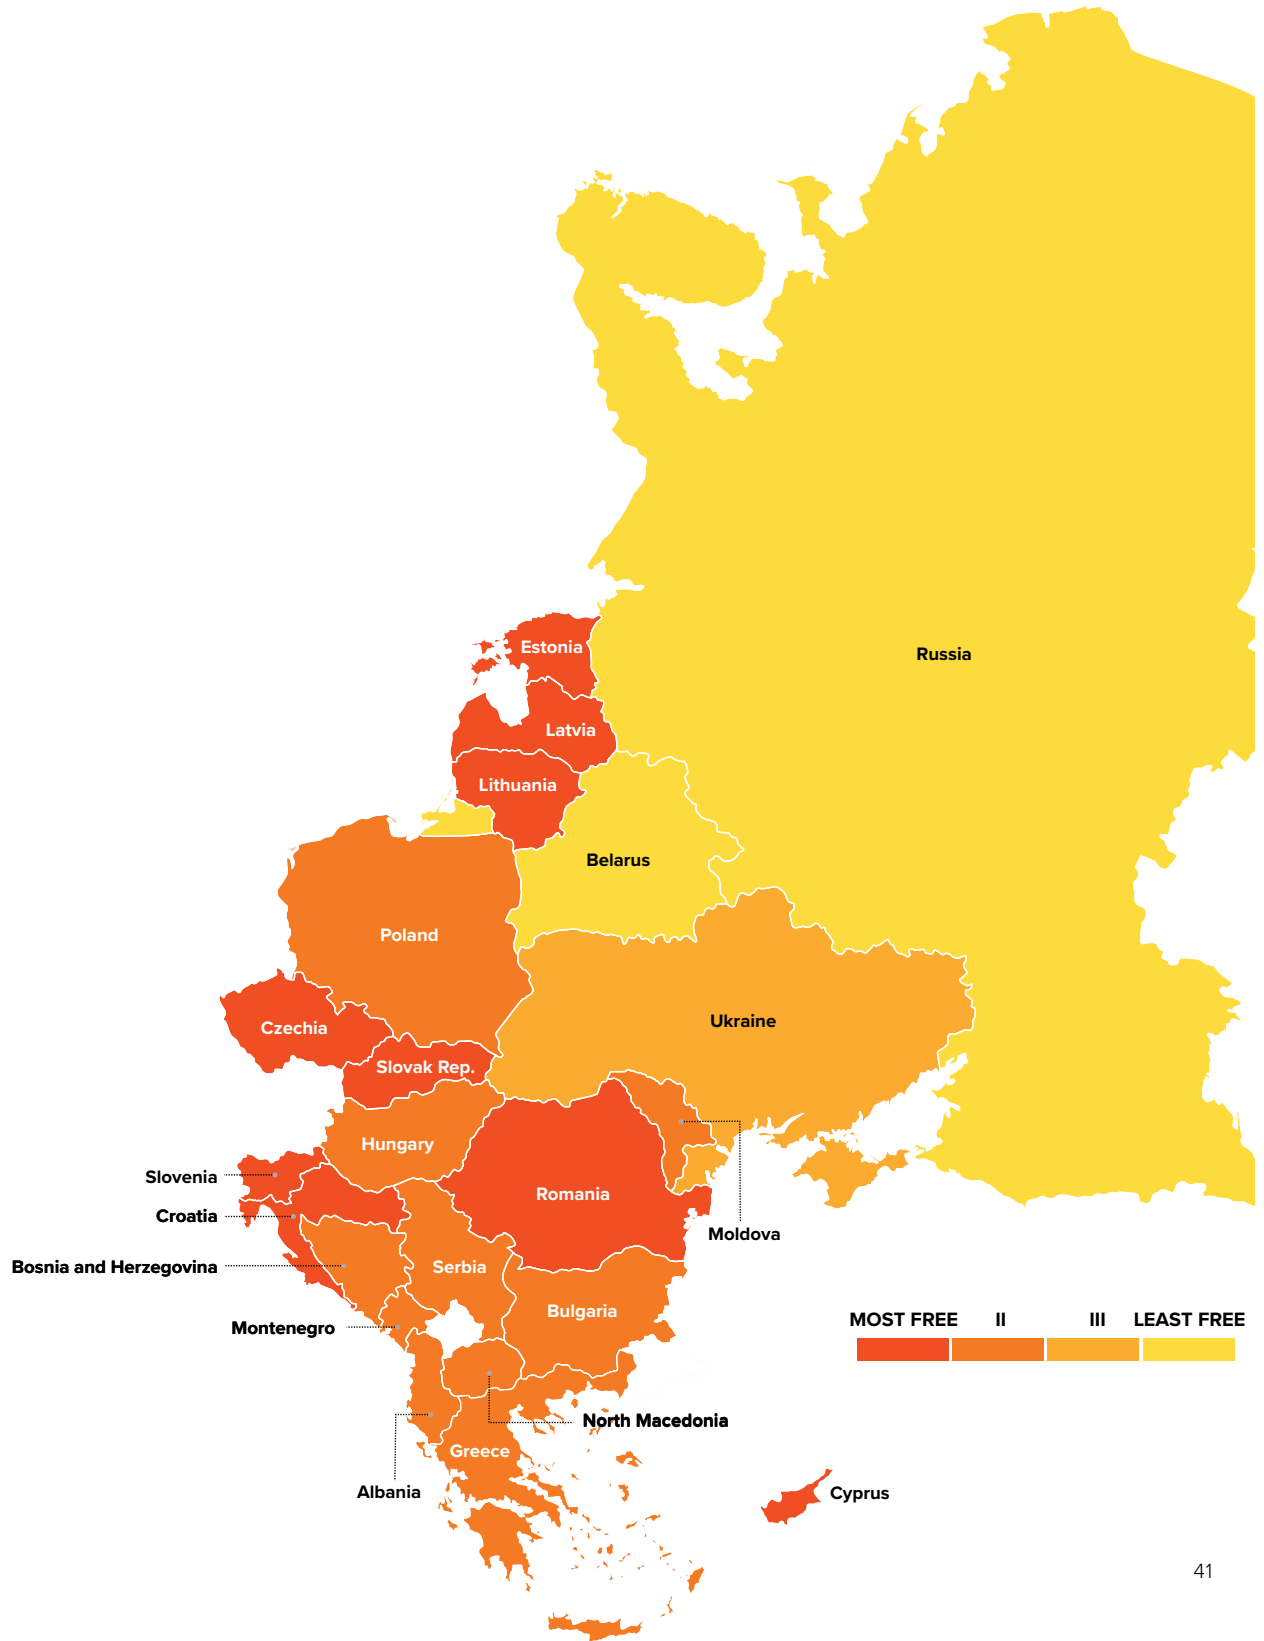 Estonia
Russia
Latvia
Lithuania
Belarus
Poland
Ukraine
Czechia
Slovak Rep.
Hungary
Slovenia
Romania
Croatia
Moldova
Bosnia and Herzegovina
Serbia
Bulgaria
MOST FREE II III LEAST FREE
Montenegro
North Macedonia
Greece
Albania
Cyprus
41